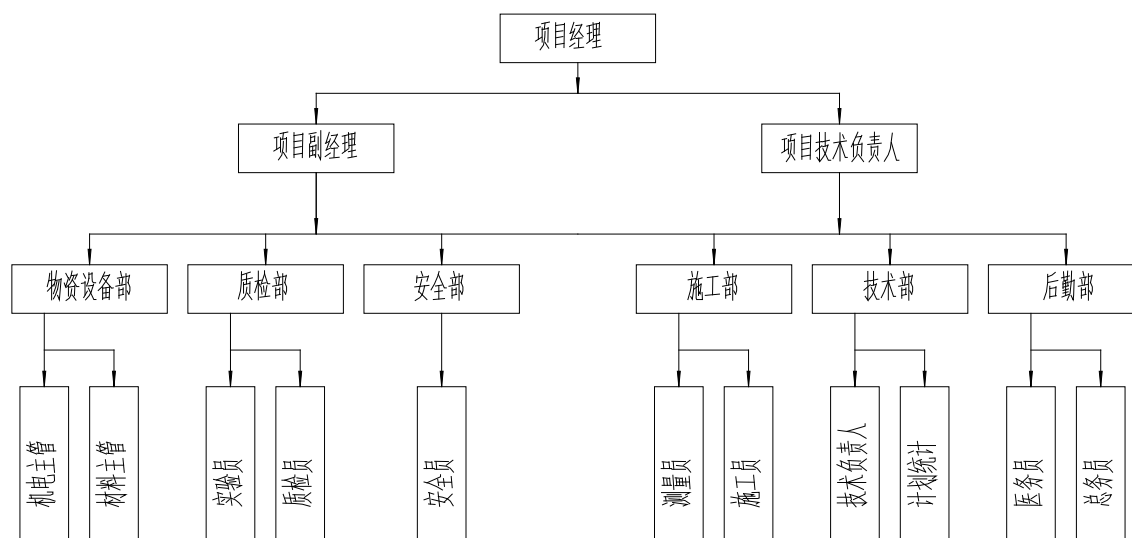 项目经理
项目副经理
项目技术负责人
物资设备部
质检部
安全部
施工部
技术部
后勤部
机电主管
材料主管
实验员
质检员
安全员
测量员
施工员
技术负责人
计划统计
医务员
总务员